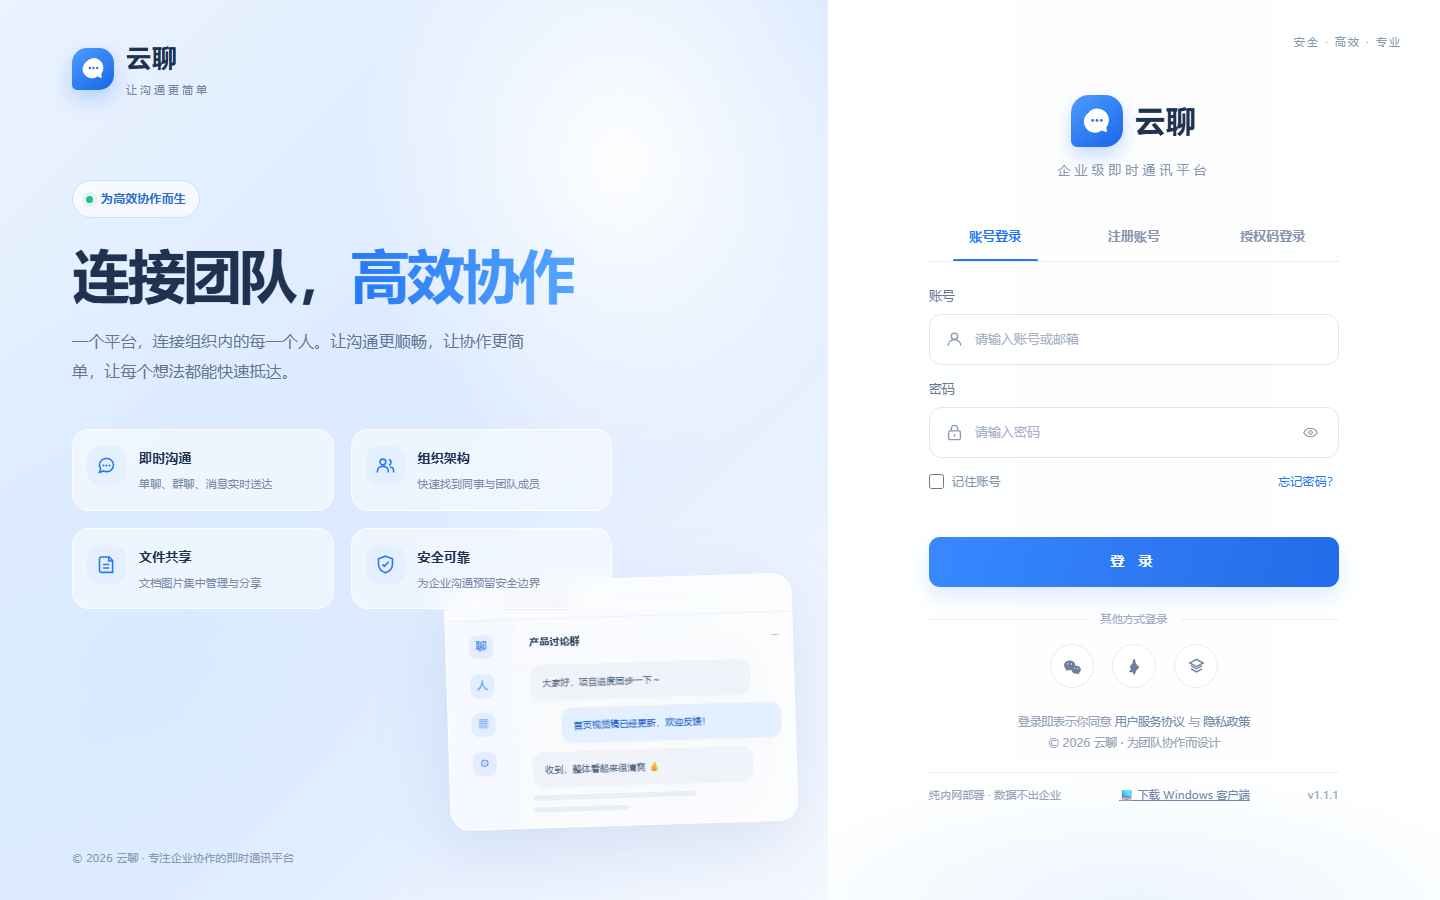 云聊
让沟通更简单
为高效协作而生
连接团队，高效协作
一个平台，连接组织内的每一个人。让沟通更顺畅，让协作更简
单，让每个想法都能快速抵达。
即时沟通
单聊、群聊、消息实时送达
组织架构
快速找到同事与团队成员
文件共享
文档图片集中管理与分享
安全可靠
为企业沟通预留安全边界
聊
人
产品讨论群
大家好，项目进度同步一下~
首页视觉稿已经更新，欢迎反馈！
收到，整体看起来很清爽 👍
© 2026 云聊 · 专注企业协作的即时通讯平台
安全 · 高效 · 专业
云聊
企业级即时通讯平台
账号登录
注册账号
授权码登录
账号
请输入账号或邮箱
密码
请输入密码
记住账号
忘记密码?
登 录
其他方式登录
登录即表示你同意 用户服务协议 与 隐私政策
© 2026 云聊 · 为团队协作而设计
纯内网部署 · 数据不出企业
💻 下载 Windows 客户端
v1.1.1